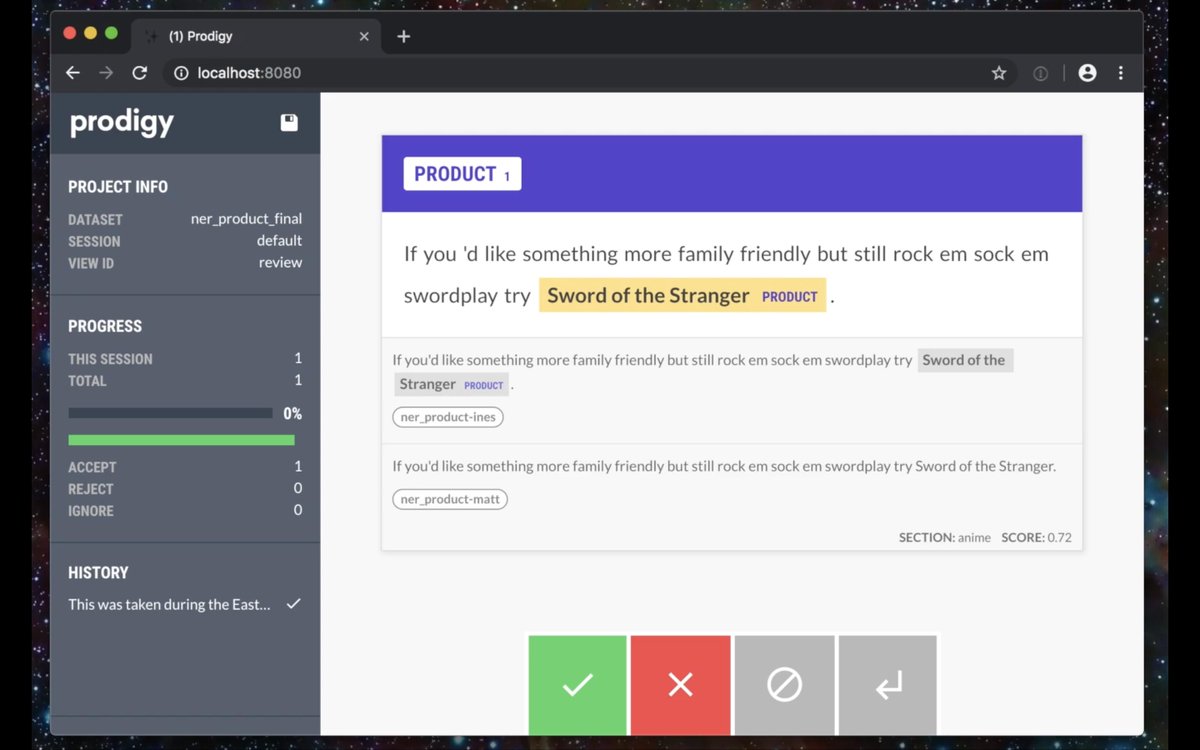 (1) Prodigy
localhost:8080
prodigy
PROJECT INFO
DATASET ner_product_final
SESSION default
VIEW ID review
PROGRESS
THIS SESSION 1
TOTAL 1
0%
ACCEPT 1
REJECT 0
IGNORE 0
HISTORY
This was taken during the East...
PRODUCT 1
If you 'd like something more family friendly but still rock em sock em
swordplay try Sword of the Stranger PRODUCT .
If you'd like something more family friendly but still rock em sock em swordplay try Sword of the
Stranger PRODUCT .
ner_product-ines
If you'd like something more family friendly but still rock em sock em swordplay try Sword of the Stranger.
ner_product-matt
SECTION: anime SCORE: 0.72